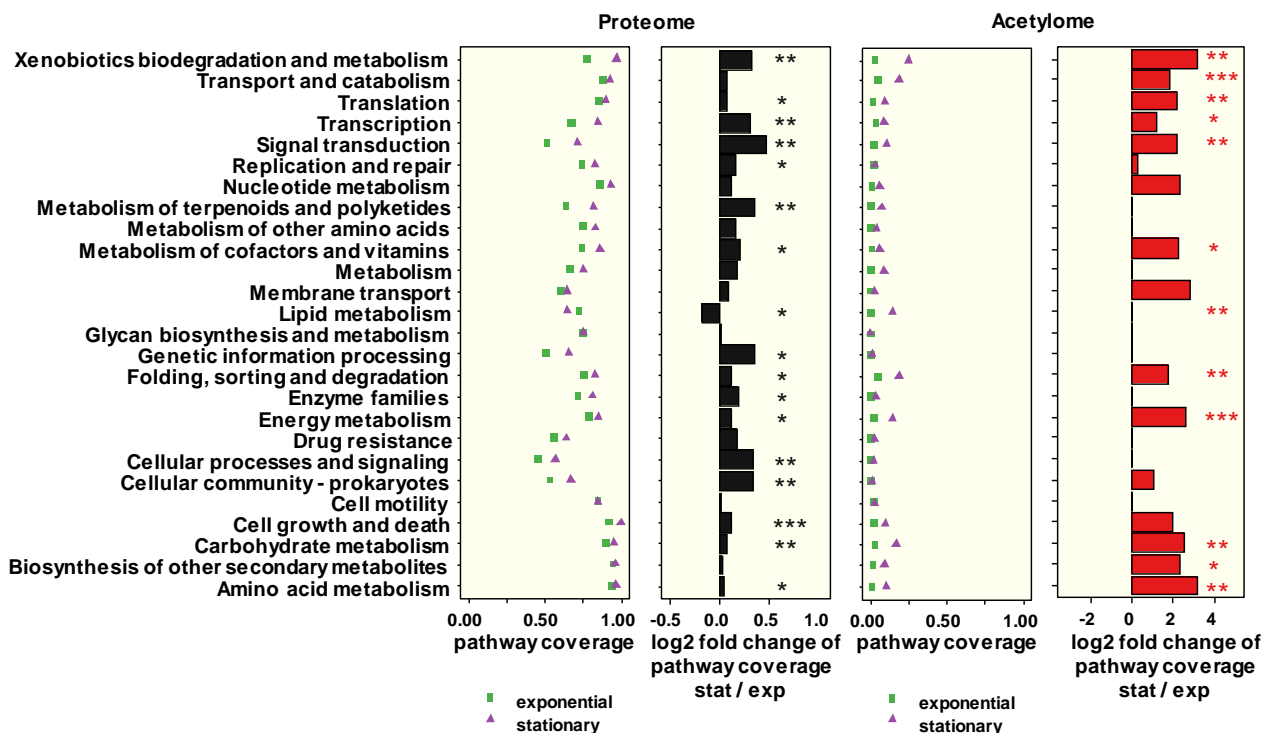 Proteome
Acetylome
Xenobiotics biodegradation and metabolism
** **
Transport and catabolism
***
Translation
* **
Transcription
** *
Signal transduction
** **
Replication and repair
*
Nucleotide metabolism
Metabolism of terpenoids and polyketides
**
Metabolism of other amino acids
Metabolism of cofactors and vitamins
* *
Metabolism
Membrane transport
Lipid metabolism
* **
Glycan biosynthesis and metabolism
Genetic information processing
*
Folding, sorting and degradation
* **
Enzyme families
*
Energy metabolism
* ***
Drug resistance
Cellular processes and signaling
**
Cellular community - prokaryotes
**
Cell motility
Cell growth and death
***
Carbohydrate metabolism
** **
Biosynthesis of other secondary metabolites
*
Amino acid metabolism
* **
0.00 0.50 1.00
-0.5 0.0 0.5 1.0
0.00 0.50 1.00
-2 0 2 4
pathway coverage
log2 fold change of
pathway coverage
stat / exp
pathway coverage
log2 fold change of
pathway coverage
stat / exp
exponential
stationary
exponential
stationary